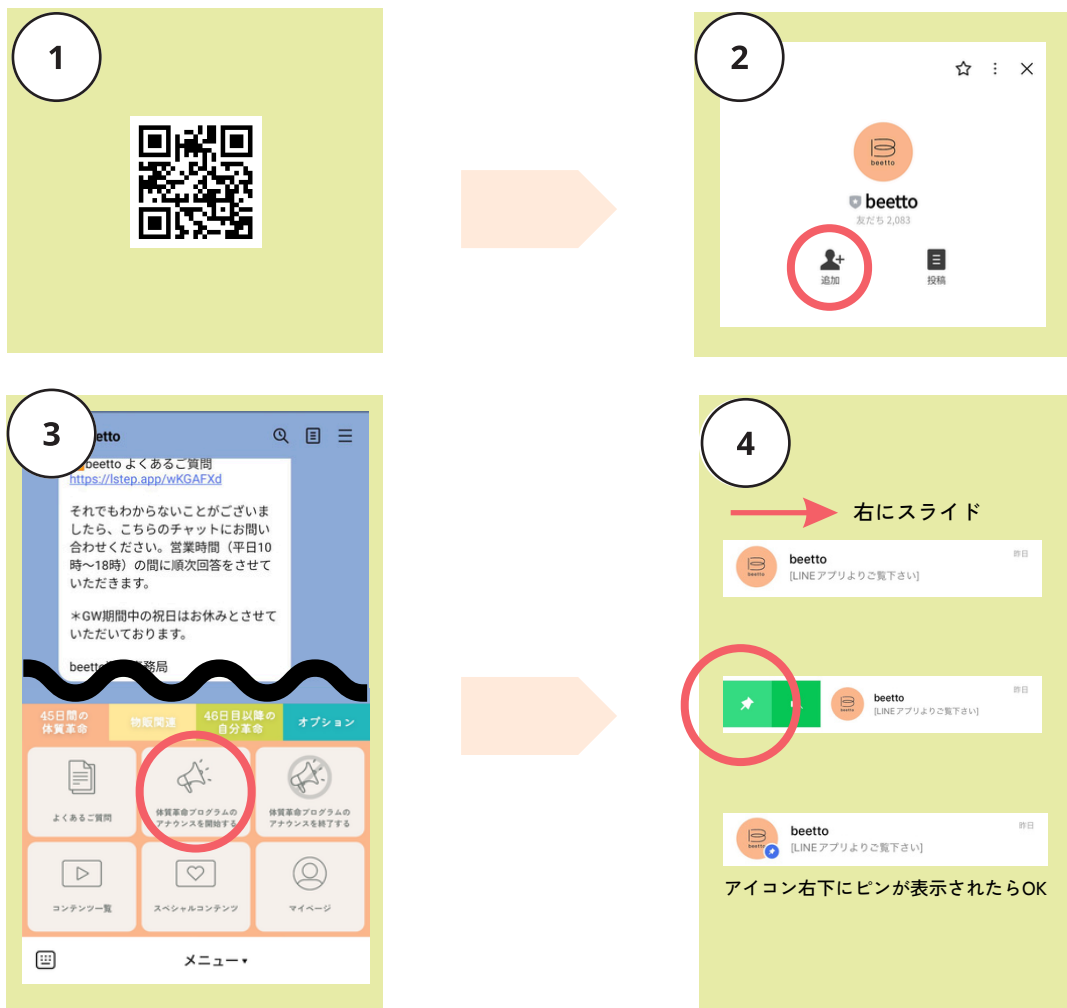 1
2
beetto
beetto
友だち 2,083
追加
投稿
3
etto
beetto よくあるご質問
https://lstep.app/wKGAFXd
それでもわからないことがございま
したら、こちらのチャットにお問い
合わせください。営業時間（平日10
時〜18時）の間に順次回答をさせて
いただきます。
＊GW期間中の祝日はお休みとさせて
いただいております。
beetto
務局
45日間の
体質革命
物販関連
46日目以降の
自分革命
オプション
よくあるご質問
体質革命プログラムの
アナウンスを開始する
体質革命プログラムの
アナウンスを終了する
コンテンツ一覧
スペシャルコンテンツ
マイページ
メニュー▾
4
右にスライド
beetto
beetto
昨日
[LINEアプリよりご覧下さい]
beetto
beetto
昨日
[LINEアプリよりご覧下さい]
beetto
beetto
昨日
[LINEアプリよりご覧下さい]
アイコン右下にピンが表示されたらOK